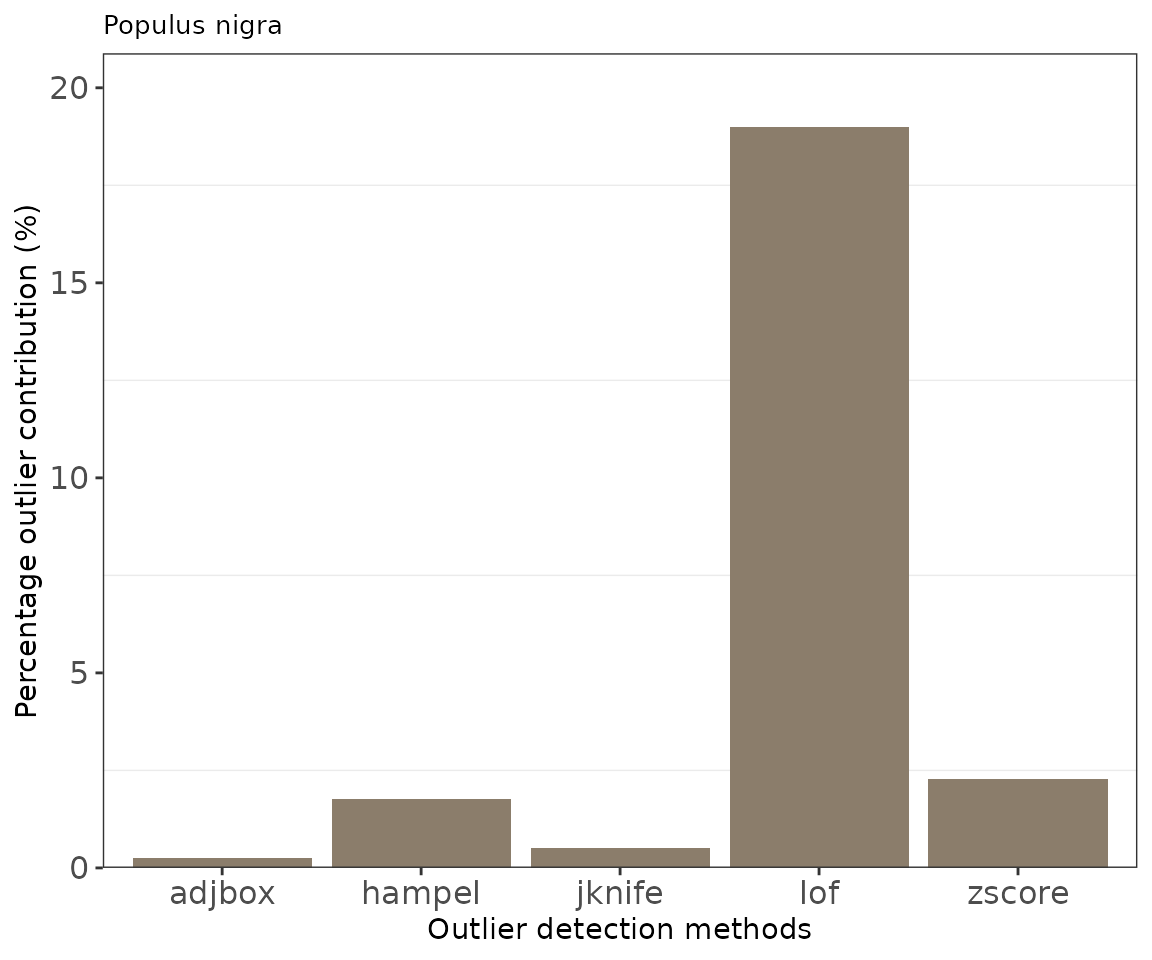 Populus nigra
Percentage outlier contribution (%)
20
15
10
5
0
adjbox hampel jknife lof zscore
Outlier detection methods